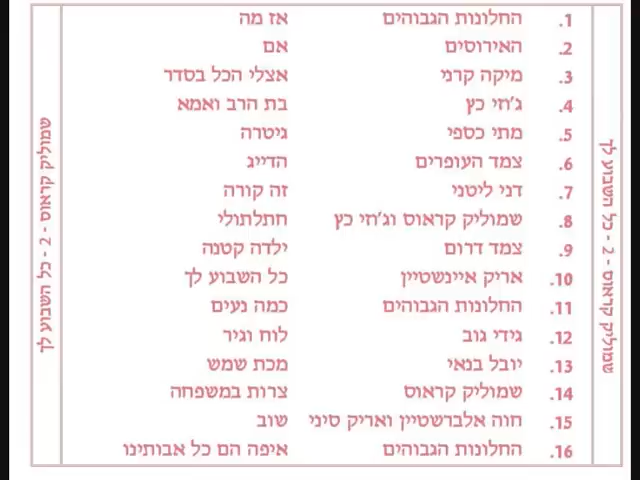 1. החלונות הגבוהים אז מה
2. האירוסים אם
3. מיקה קרני אצלי הכל בסדר
4. ג'חזי כץ בת הרב ואמא
5. מתי כספי גיטרה
6. צמד העופרים הדייג
7. דני ליטני זה קורה
8. שמוליק קראוס וג'חזי כץ חתלתולי
9. צמד דרום ילדה קטנה
10. אריק איינשטיין כל השבוע לך
11. החלונות הגבוהים כמה נעים
12. גידי גוב לוח וגיר
13. יובל בנאי מכת שמש
14. שמוליק קראוס צרות במשפחה
15. חוה אלברשטיין ואריק סיני שוב
16. החלונות הגבוהים איפה הם כל אבותינו
שמוליק קראוס - 2 - כל השבוע לך
שמוליק קראוס - 2 - כל השבוע לך